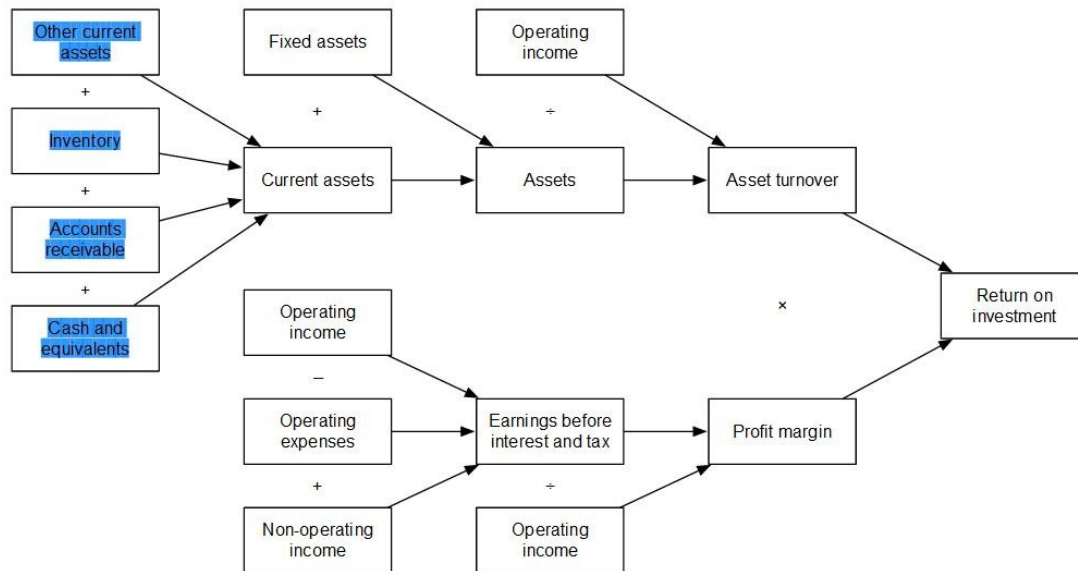 Other current
assets
+
Inventory
+
Accounts
receivable
+
Cash and
equivalents
Fixed assets
+
Current assets
Operating
income
÷
Assets
Asset turnover
Operating
income
–
Operating
expenses
+
Non-operating
income
Earnings before
interest and tax
÷
Operating
income
Profit margin
×
Return on
investment